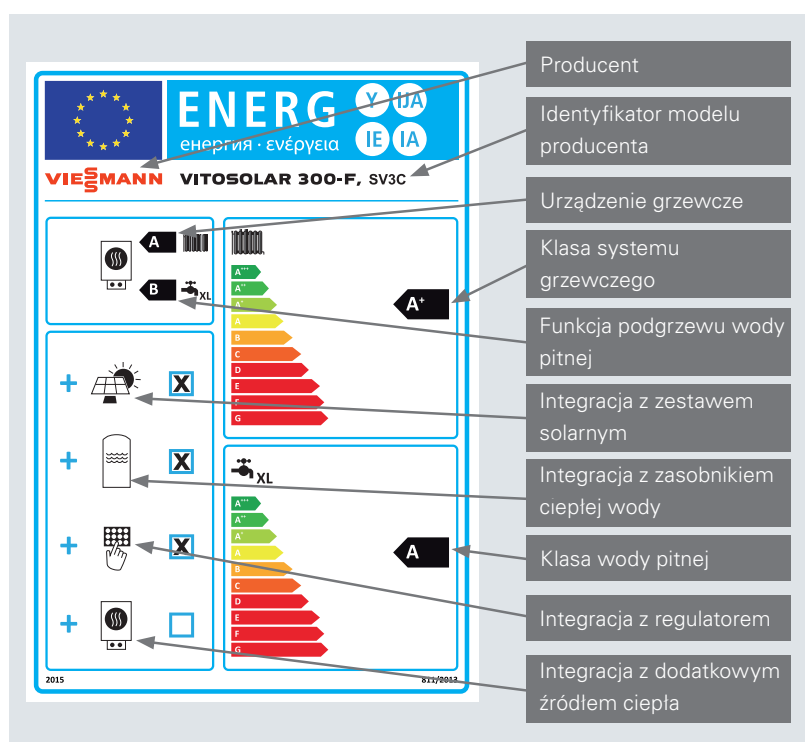 ENERG
Y IJA
IE IA
енергия · ενέργεια
VIESSMANN VITOSOLAR 300-F, SV3C
A
B
XL
A+++
A++
A+
A
B
C
D
E
F
G
A+
+ X
+ X
+ X
+
XL
A+++
A++
A+
A
B
C
D
E
F
G
A
2015
811/2013
Producent
Identyfikator modelu
producenta
Urządzenie grzewcze
Klasa systemu
grzewczego
Funkcja podgrzewu wody
pitnej
Integracja z zestawem
solarnym
Integracja z zasobnikiem
ciepłej wody
Klasa wody pitnej
Integracja z regulatorem
Integracja z dodatkowym
źródłem ciepła